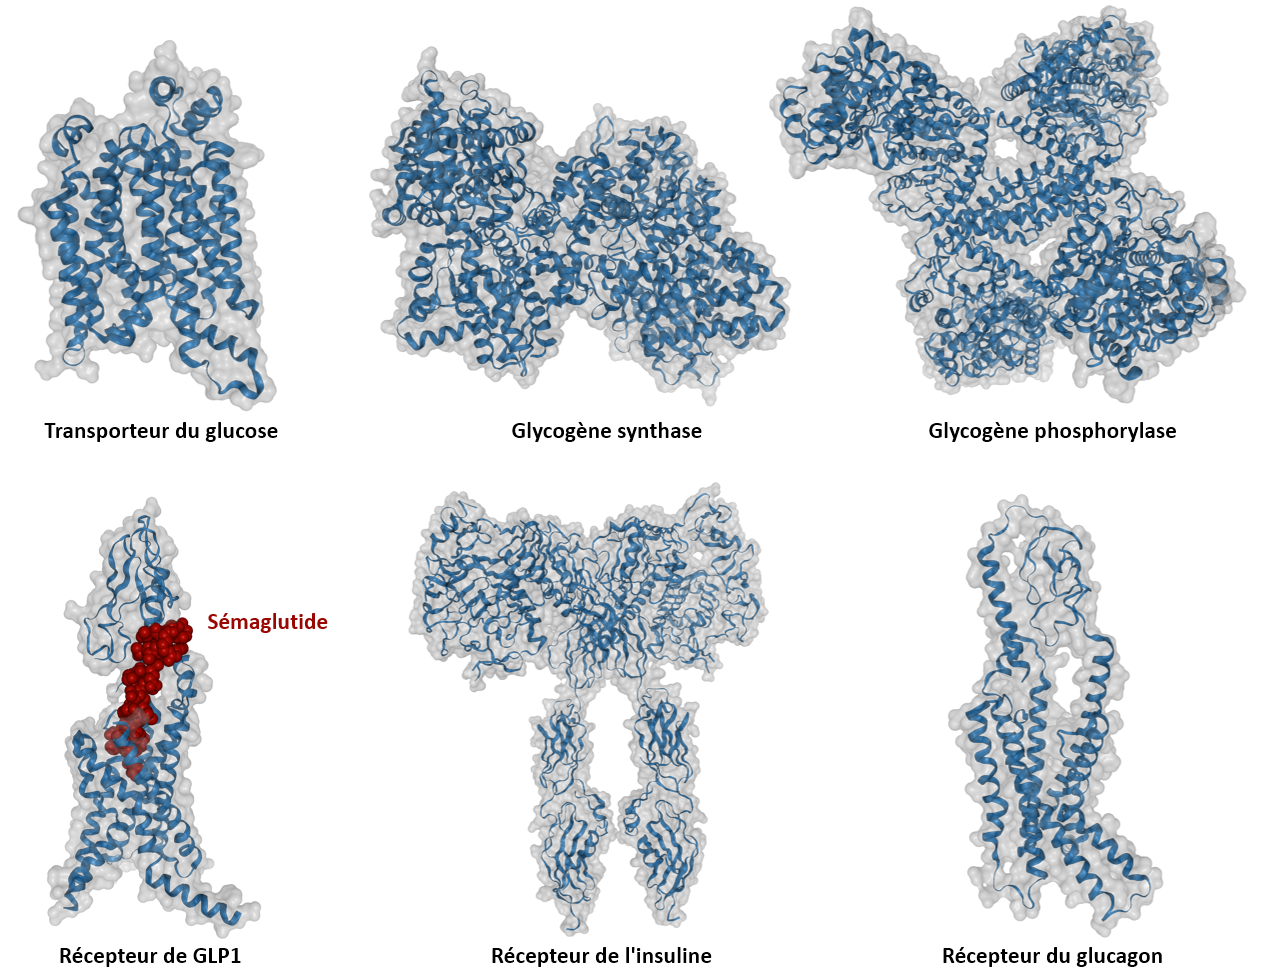 Transporteur du glucose
Glycogène synthase
Glycogène phosphorylase
Sémaglutide
Récepteur de GLP1
Récepteur de l'insuline
Récepteur du glucagon